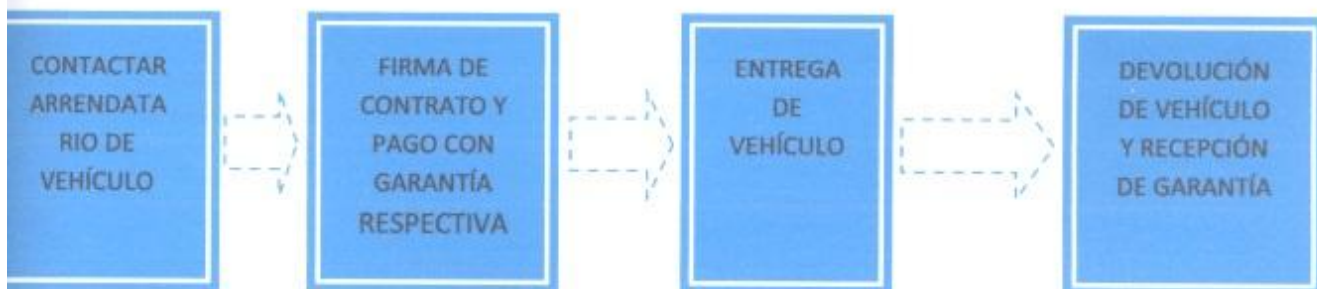 CONTACTAR
ARRENDATA
RIO DE
VEHÍCULO
FIRMA DE
CONTRATO Y
PAGO CON
GARANTÍA
RESPECTIVA
ENTREGA
DE
VEHÍCULO
DEVOLUCIÓN
DE VEHÍCULO
Y RECEPCIÓN
DE GARANTÍA